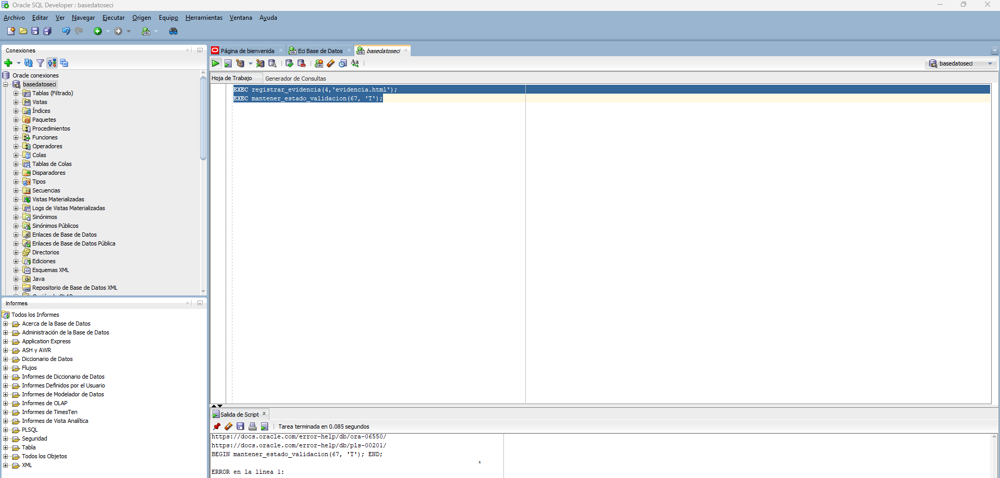 Oracle SQL Developer : basedatoseci
Archivo Editar Ver Navegar Ejecutar Origen Equipo Herramientas Ventana Ayuda
Conexiones
Oracle conexiones
basedatoseci
Tablas (Filtrado)
Vistas
Índices
Paquetes
Procedimientos
Funciones
Operadores
Colas
Tablas de Colas
Disparadores
Tipos
Secuencias
Vistas Materializadas
Logs de Vistas Materializadas
Sinónimos
Sinónimos Públicos
Enlaces de Base de Datos
Enlaces de Base de Datos Pública
Directorios
Ediciones
Esquemas XML
Java
Repositorio de Base de Datos XML
Informes
Todos los Informes
Acerca de la Base de Datos
Administración de la Base de Datos
Application Express
ASH y AWR
Diccionario de Datos
Flujos
Informes de Diccionario de Datos
Informes Definidos por el Usuario
Informes de Modelador de Datos
Informes de OLAP
Informes de TimesTen
Informes de Vista Analítica
PLSQL
Seguridad
Tabla
Todos los Objetos
XML
Página de bienvenida Eci Base de Datos basedatoseci
basedatoseci
Hoja de Trabajo Generador de Consultas
EXEC registrar_evidencia(4,'evidencia.html');
EXEC mantener_estado_validacion(67, 'T');
Salida de Script
Tarea terminada en 0.085 segundos
https://docs.oracle.com/error-help/db/ora-06550/
https://docs.oracle.com/error-help/db/pls-00201/
BEGIN mantener_estado_validacion(67, 'T'); END;
*
ERROR en la línea 1: